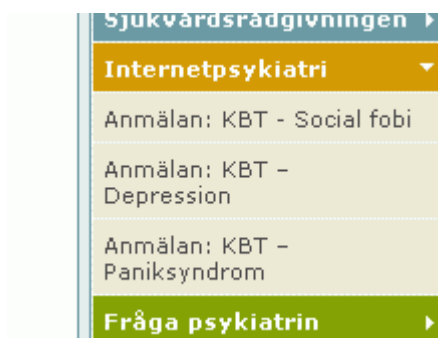 Sjukvårdsrådgivningen
Internetpsykiatri
Anmälan: KBT - Social fobi
Anmälan: KBT –
Depression
Anmälan: KBT –
Paniksyndrom
Fråga psykiatrin